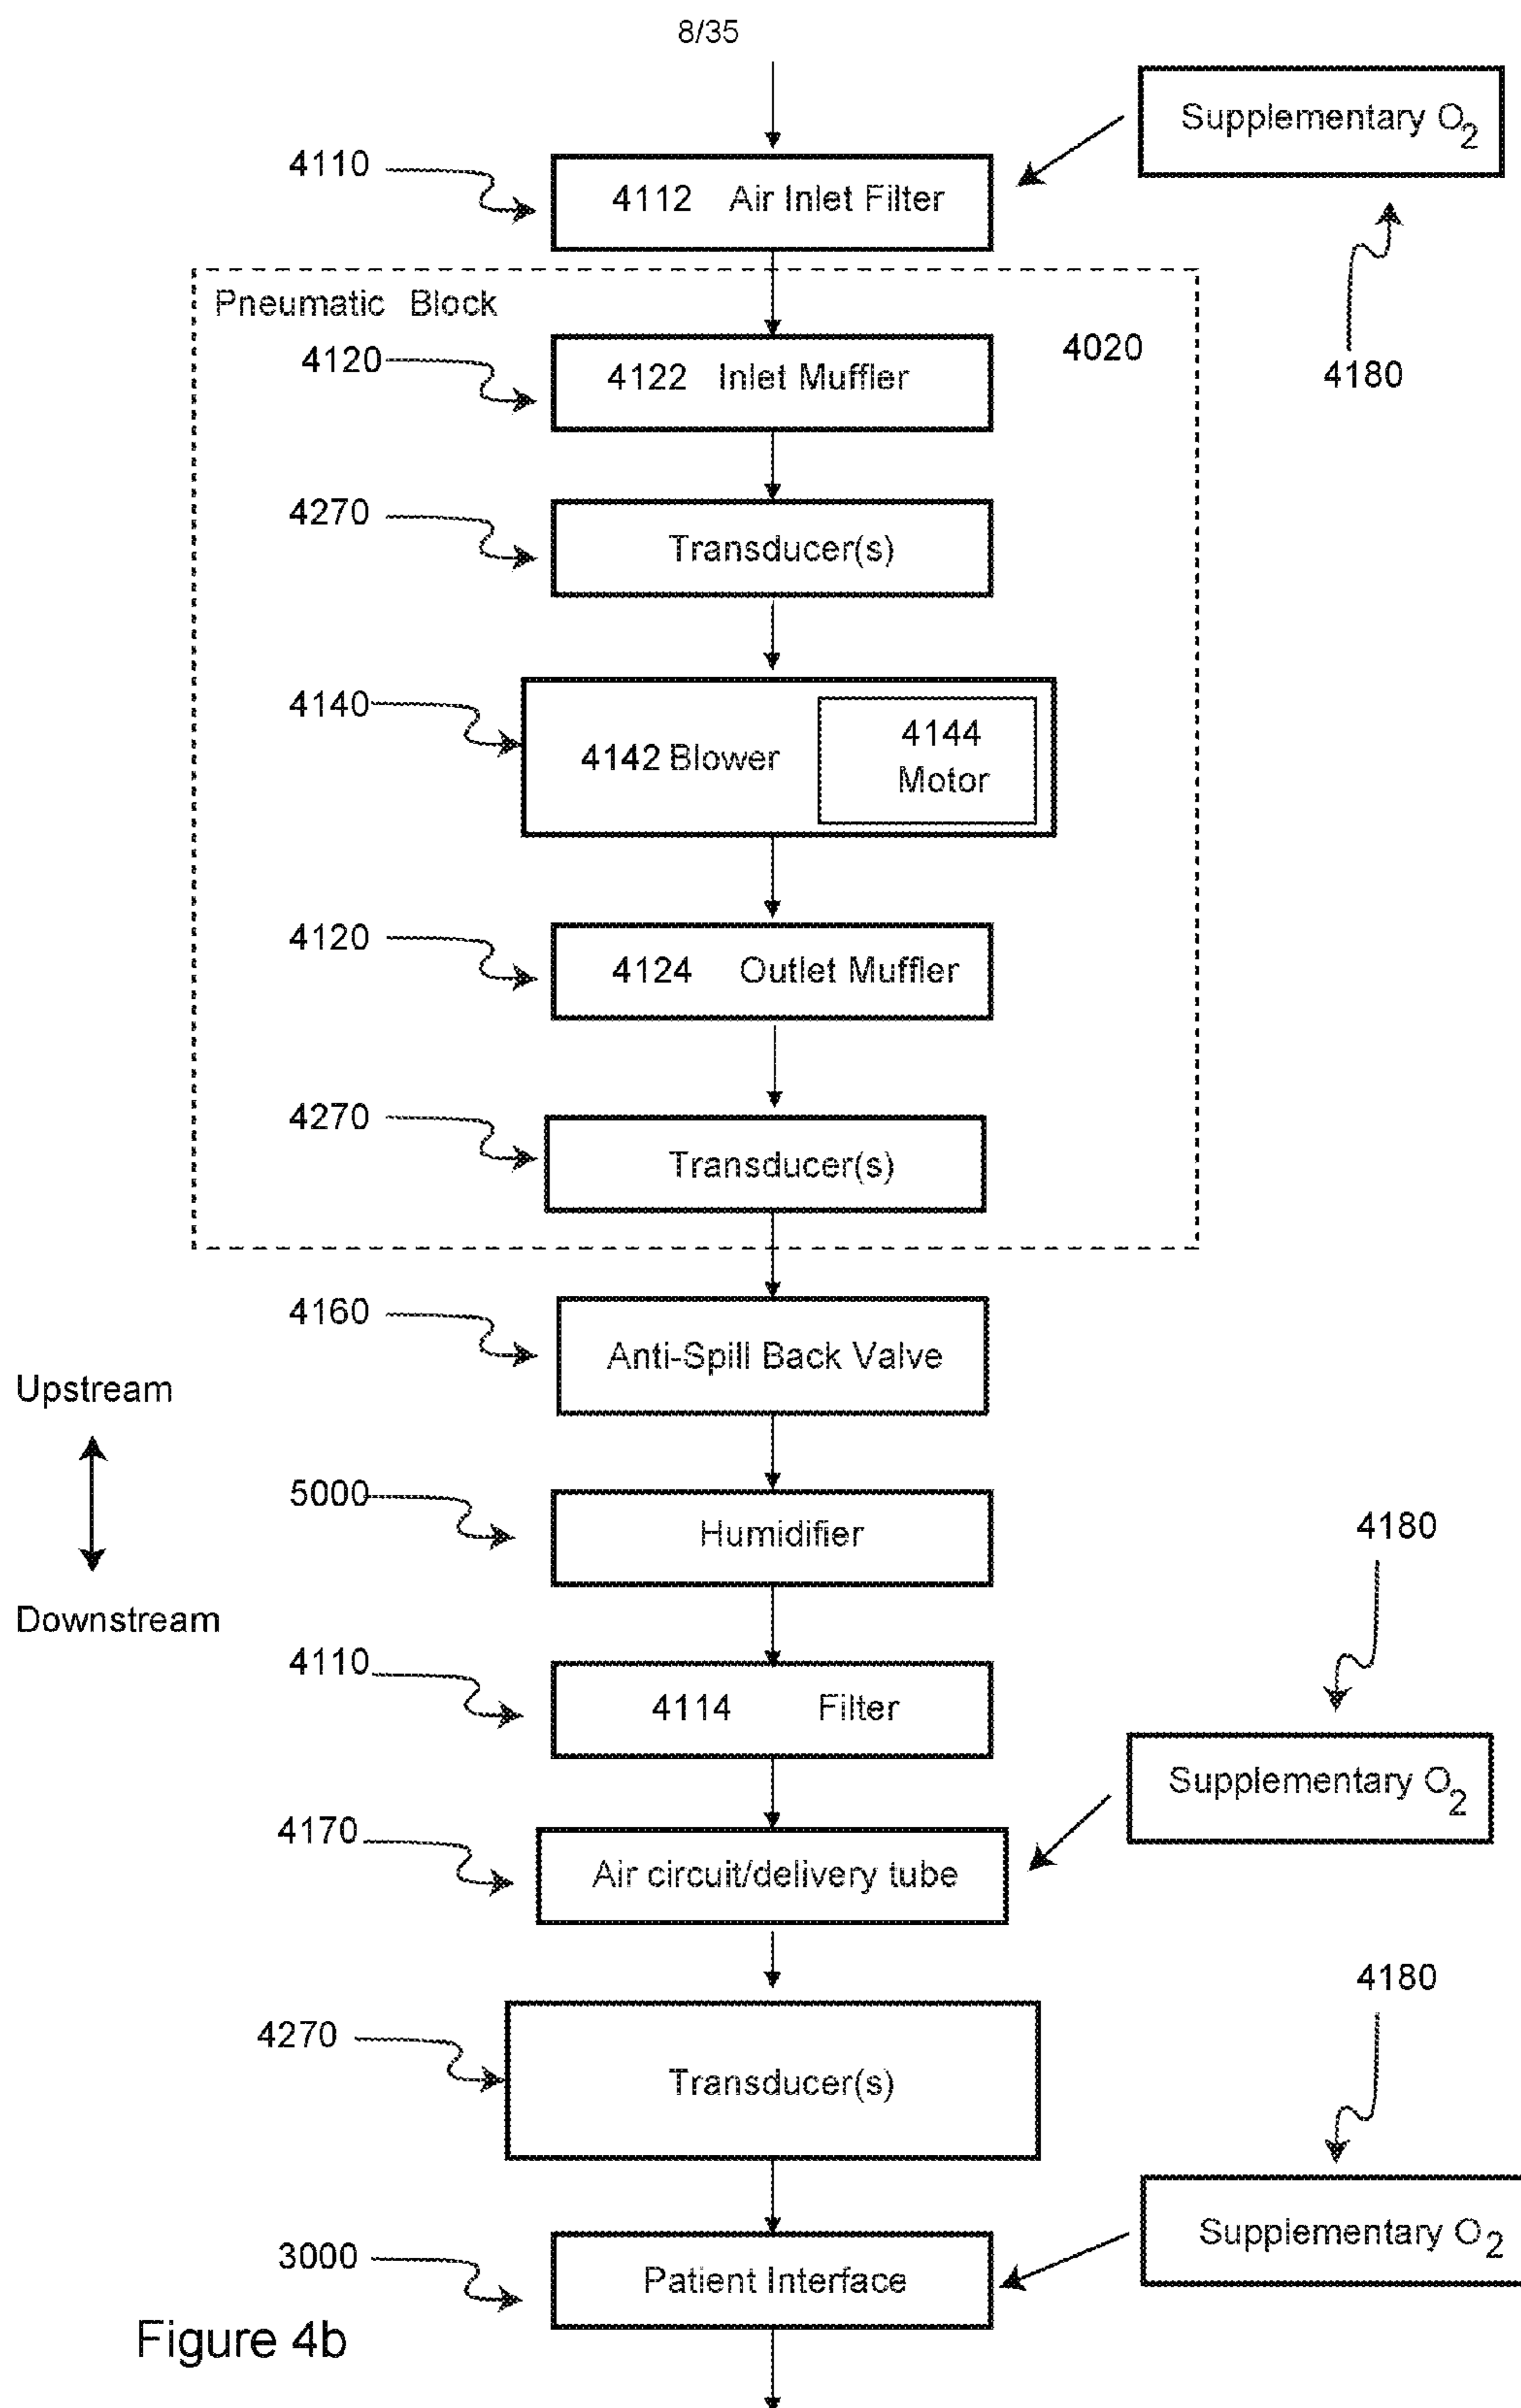 8/35
Supplementary O2
4110
4112 Air Inlet Filter
Pneumatic Block
4020
4180
4120
4122 Inlet Muffler
4270
Transducer(s)
4140
4142 Blower
4144
Motor
4120
4124 Outlet Muffler
4270
Transducer(s)
4160
Anti-Spill Back Valve
Upstream
Downstream
5000
Humidifier
4180
4110
4114 Filter
Supplementary O2
4170
Air circuit/delivery tube
4180
4270
Transducer(s)
Supplementary O2
3000
Patient Interface
Figure 4b